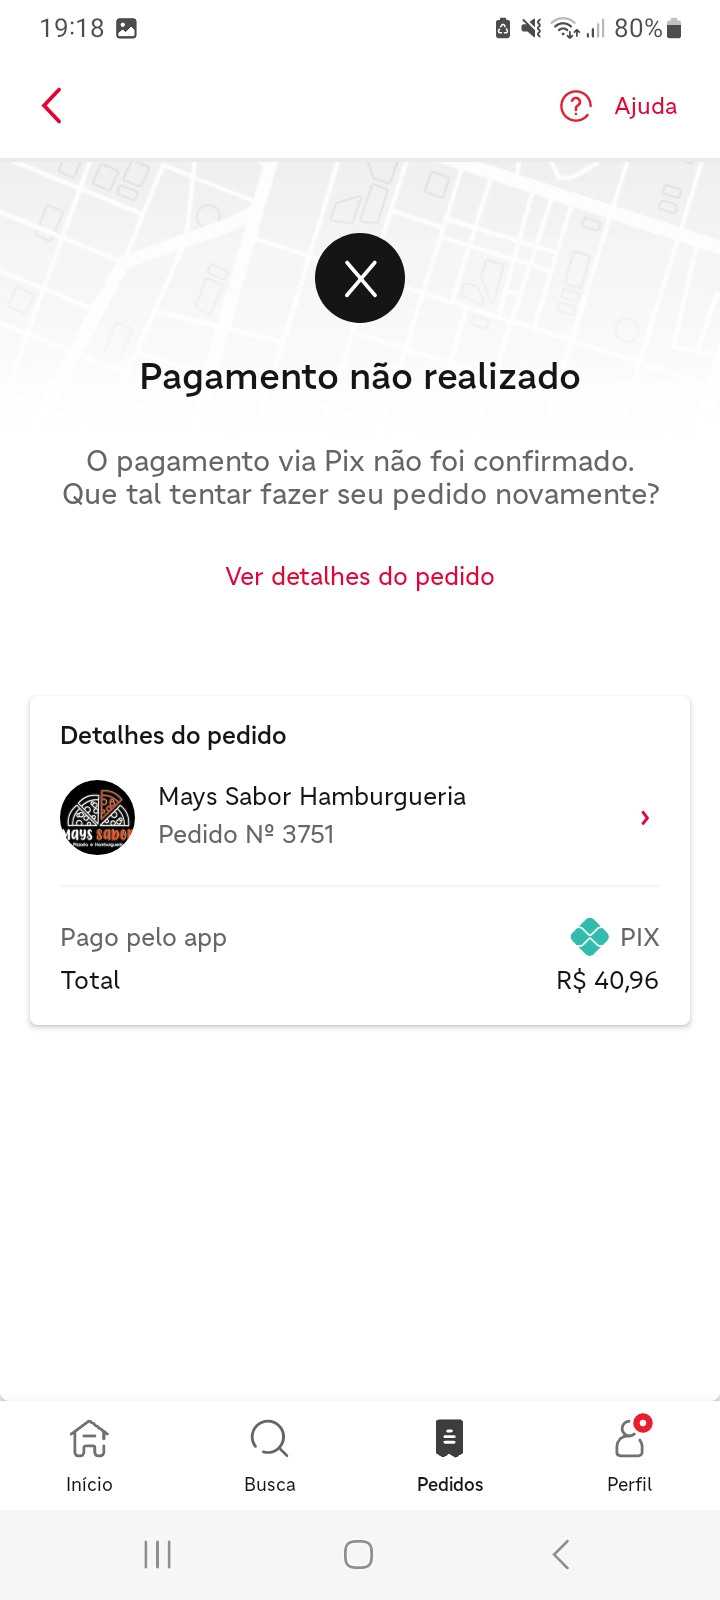 19:18
80%
Ajuda
Pagamento não realizado
O pagamento via Pix não foi confirmado.
Que tal tentar fazer seu pedido novamente?
Ver detalhes do pedido
Detalhes do pedido
MAYS SABOR
Pizzaria e Hamburgueria
Mays Sabor Hamburgueria
Pedido Nº 3751
Pago pelo app
PIX
Total
R$ 40,96
Início
Busca
Pedidos
Perfil